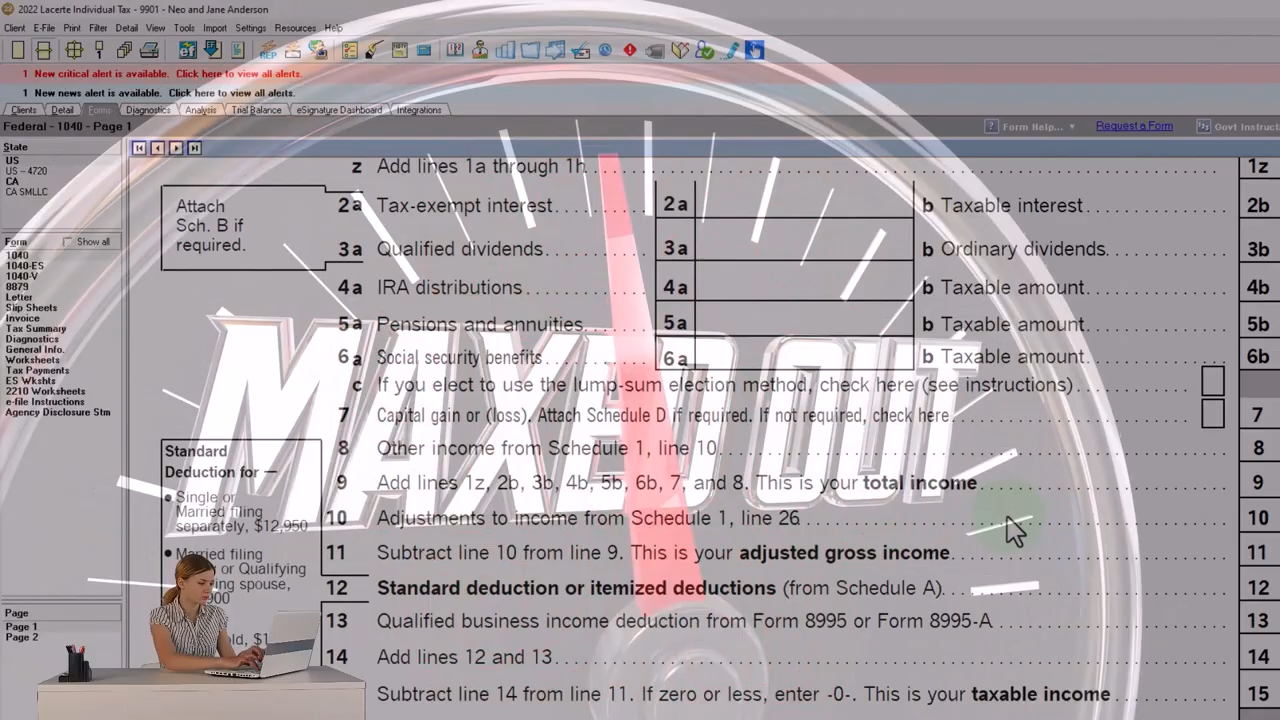 2022 Lacerte Individual Tax - 9901 - Neo and Jane Anderson
Client E-File Print Filter Detail View Tools Import Settings Resources Help
1 New critical alert is available. Click here to view all alerts.
1 New news alert is available. Click here to view all alerts.
Clients Detail Forms Diagnostics Analysis Trial Balance eSignature Dashboard Integrations
Federal - 1040 - Page 1
Form Help... Request a Form Govt Instruct
State
US
US - 4720
CA
CA SMLLC
Form Show all
1040
1040-ES
1040-V
8879
Letter
Slip Sheets
Invoice
Tax Summary
Diagnostics
General Info.
Worksheets
Tax Payments
ES Wkshts
2210 Worksheets
e-file Instructions
Agency Disclosure Stm
Page
Page 1
Page 2
z Add lines 1a through 1h 1z
Attach
Sch. B if
required.
2a Tax-exempt interest 2a b Taxable interest 2b
3a Qualified dividends 3a b Ordinary dividends 3b
4a IRA distributions 4a b Taxable amount 4b
5a Pensions and annuities 5a b Taxable amount 5b
6a Social security benefits 6a b Taxable amount 6b
c If you elect to use the lump-sum election method, check here (see instructions)
7 Capital gain or (loss). Attach Schedule D if required. If not required, check here 7
8 Other income from Schedule 1, line 10 8
9 Add lines 1z, 2b, 3b, 4b, 5b, 6b, 7, and 8. This is your total income 9
10 Adjustments to income from Schedule 1, line 26 10
11 Subtract line 10 from line 9. This is your adjusted gross income 11
12 Standard deduction or itemized deductions (from Schedule A) 12
13 Qualified business income deduction from Form 8995 or Form 8995-A 13
14 Add lines 12 and 13 14
Subtract line 14 from line 11. If zero or less, enter -0-. This is your taxable income 15
Standard
Deduction for —
• Single or
Married filing
separately, $12,950
• Married filing
or Qualifying
spouse,
MAXED OUT